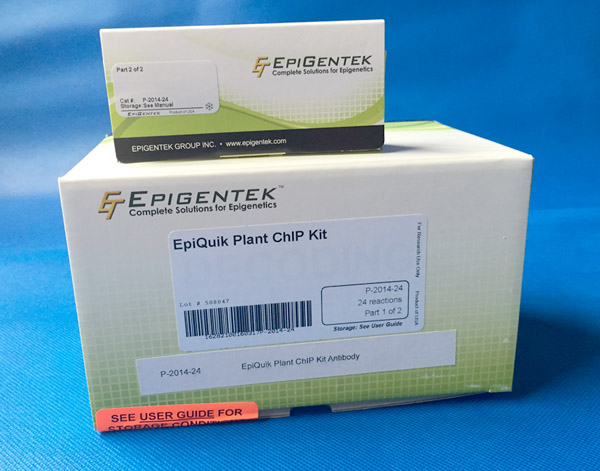 EPIGENTEK
Complete Solutions for Epigenetics
Part 2 of 2
Cat #: P-2014-24
Storage: See Manual
EPIGENTEK Product of USA
EPIGENTEK GROUP INC. • www.epigentek.com
EPIGENTEK™
Complete Solutions for Epigenetics
EpiQuik Plant ChIP Kit
Lot # 508047
P-2014-24
24 reactions
Part 1 of 2
Storage: See User Guide
For Research Use Only
Product of USA
P-2014-24 EpiQuik Plant ChIP Kit Antibody
SEE USER GUIDE FOR